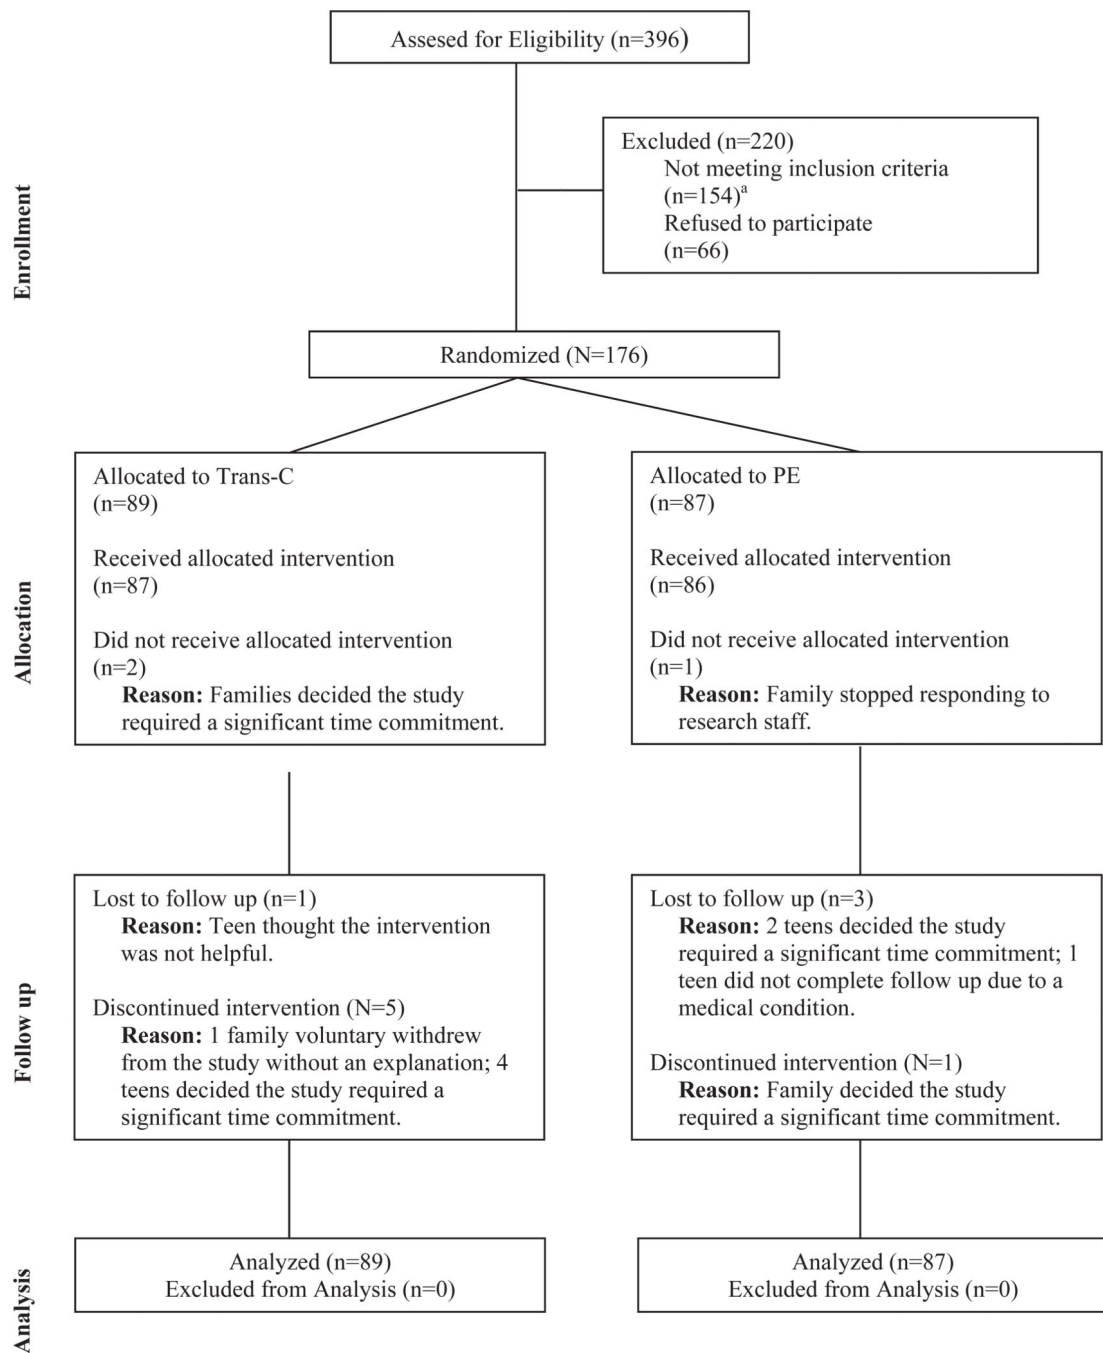 Assesed for Eligibility (n=396)
Enrollment
Excluded (n=220)
Not meeting inclusion criteria
(n=154)ᵃ
Refused to participate
(n=66)
Randomized (N=176)
Allocation
Allocated to Trans-C
(n=89)
Received allocated intervention
(n=87)
Did not receive allocated intervention
(n=2)
Reason: Families decided the study
required a significant time commitment.
Allocated to PE
(n=87)
Received allocated intervention
(n=86)
Did not receive allocated intervention
(n=1)
Reason: Family stopped responding to
research staff.
Follow up
Lost to follow up (n=1)
Reason: Teen thought the intervention
was not helpful.
Discontinued intervention (N=5)
Reason: 1 family voluntary withdrew
from the study without an explanation; 4
teens decided the study required a
significant time commitment.
Lost to follow up (n=3)
Reason: 2 teens decided the study
required a significant time commitment; 1
teen did not complete follow up due to a
medical condition.
Discontinued intervention (N=1)
Reason: Family decided the study
required a significant time commitment.
Analysis
Analyzed (n=89)
Excluded from Analysis (n=0)
Analyzed (n=87)
Excluded from Analysis (n=0)